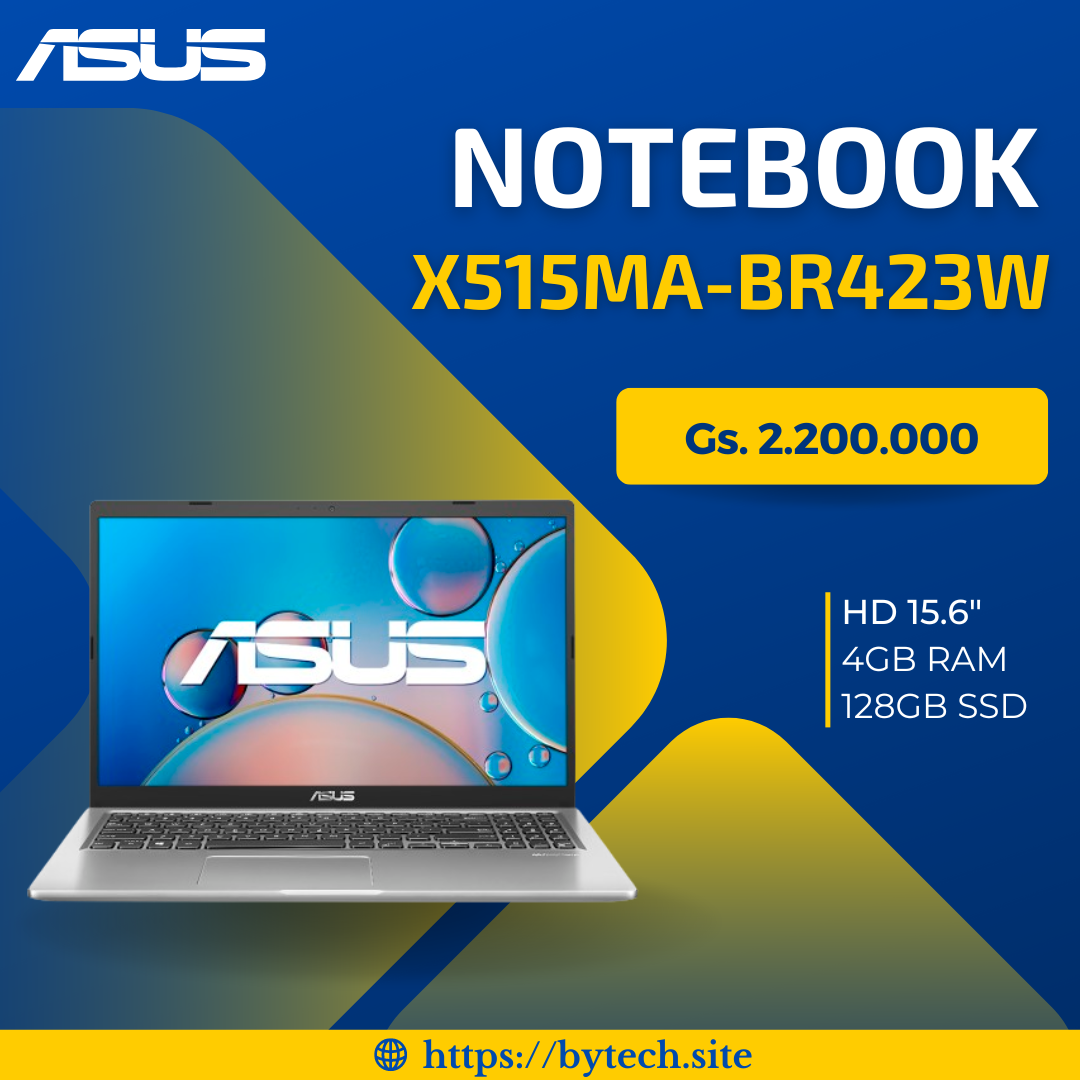 ASUS
NOTEBOOK
X515MA-BR423W
Gs. 2.200.000
HD 15.6"
4GB RAM
128GB SSD
ASUS
ASUS
https://bytech.site